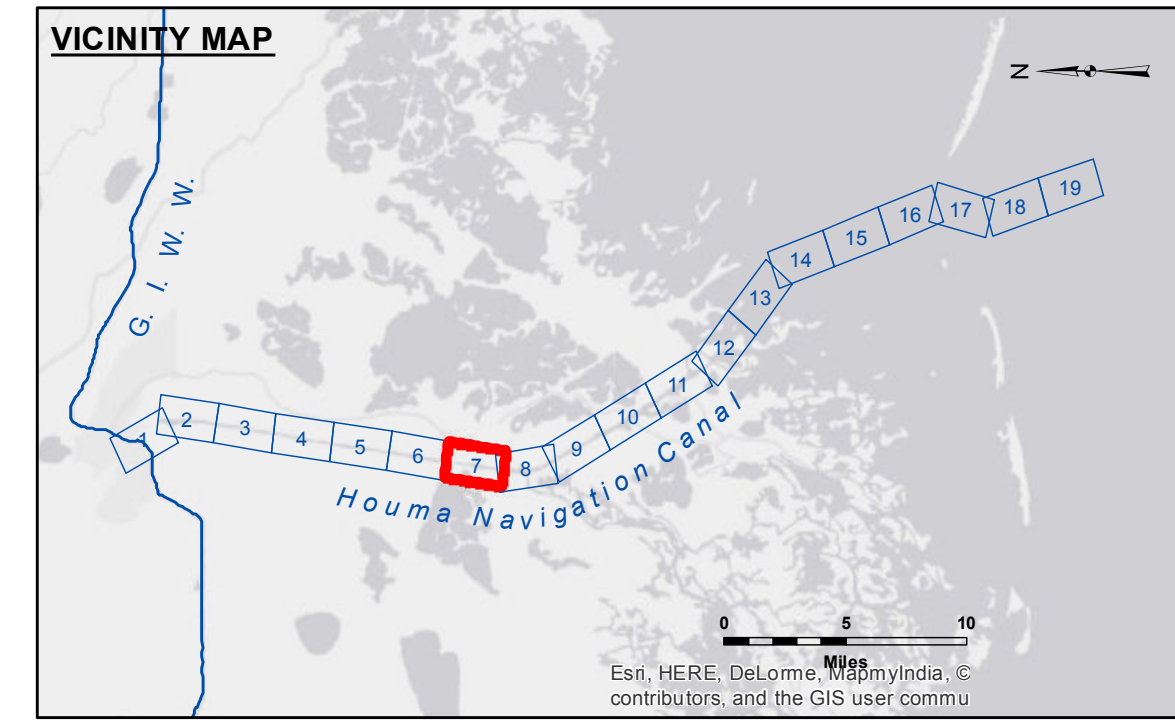 VICINITY MAP
N
G. I. W. W.
1
2
3
4
5
6
7
8
9
10
11
12
13
14
15
16
17
18
19
Houma Navigation Canal
0 5 10
Miles
Esri, HERE, DeLorme, MapmyIndia, ©
contributors, and the GIS user commu